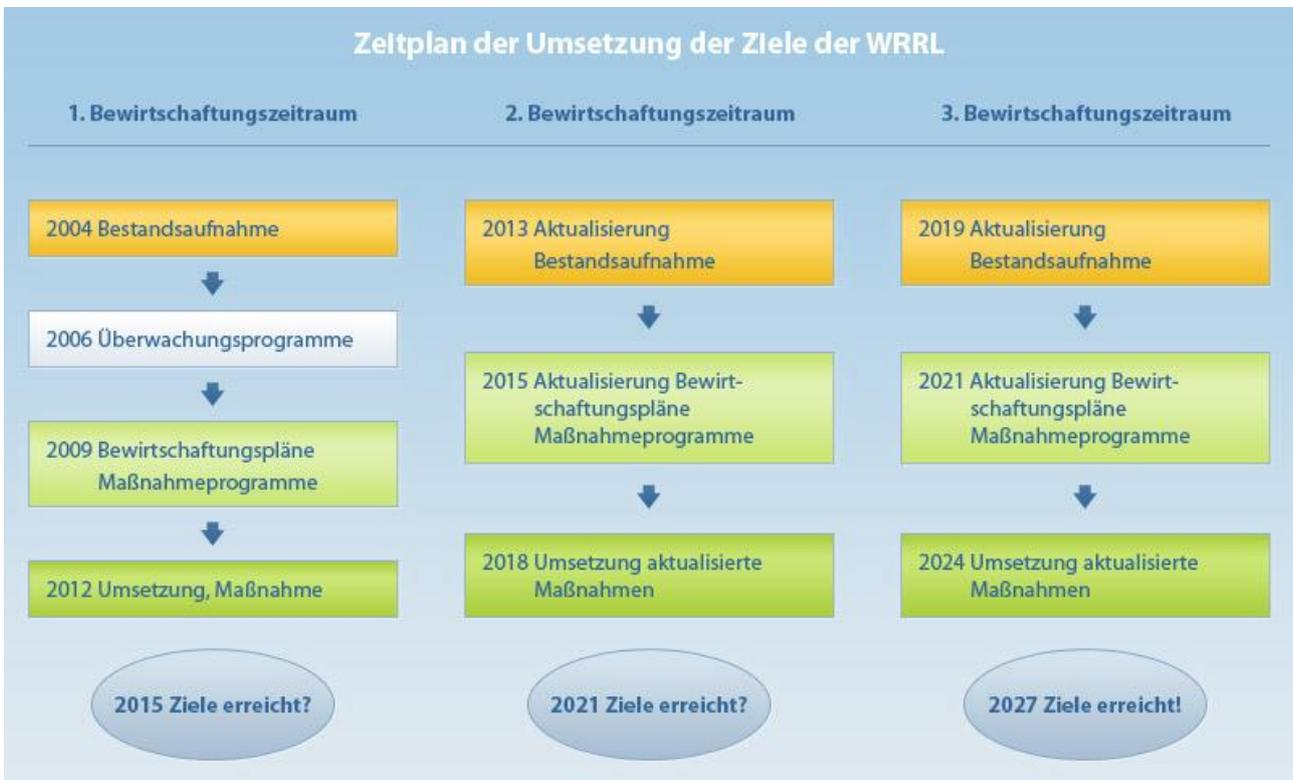 Zeitplan der Umsetzung der Ziele der WRRL
1. Bewirtschaftungszeitraum
2004 Bestandsaufnahme
2006 Überwachungsprogramme
2009 Bewirtschaftungspläne
Maßnahmeprogramme
2012 Umsetzung, Maßnahme
2015 Ziele erreicht?
2. Bewirtschaftungszeitraum
2013 Aktualisierung
Bestandsaufnahme
2015 Aktualisierung Bewirt-
schaftungspläne
Maßnahmeprogramme
2018 Umsetzung aktualisierte
Maßnahmen
2021 Ziele erreicht?
3. Bewirtschaftungszeitraum
2019 Aktualisierung
Bestandsaufnahme
2021 Aktualisierung Bewirt-
schaftungspläne
Maßnahmeprogramme
2024 Umsetzung aktualisierte
Maßnahmen
2027 Ziele erreicht!